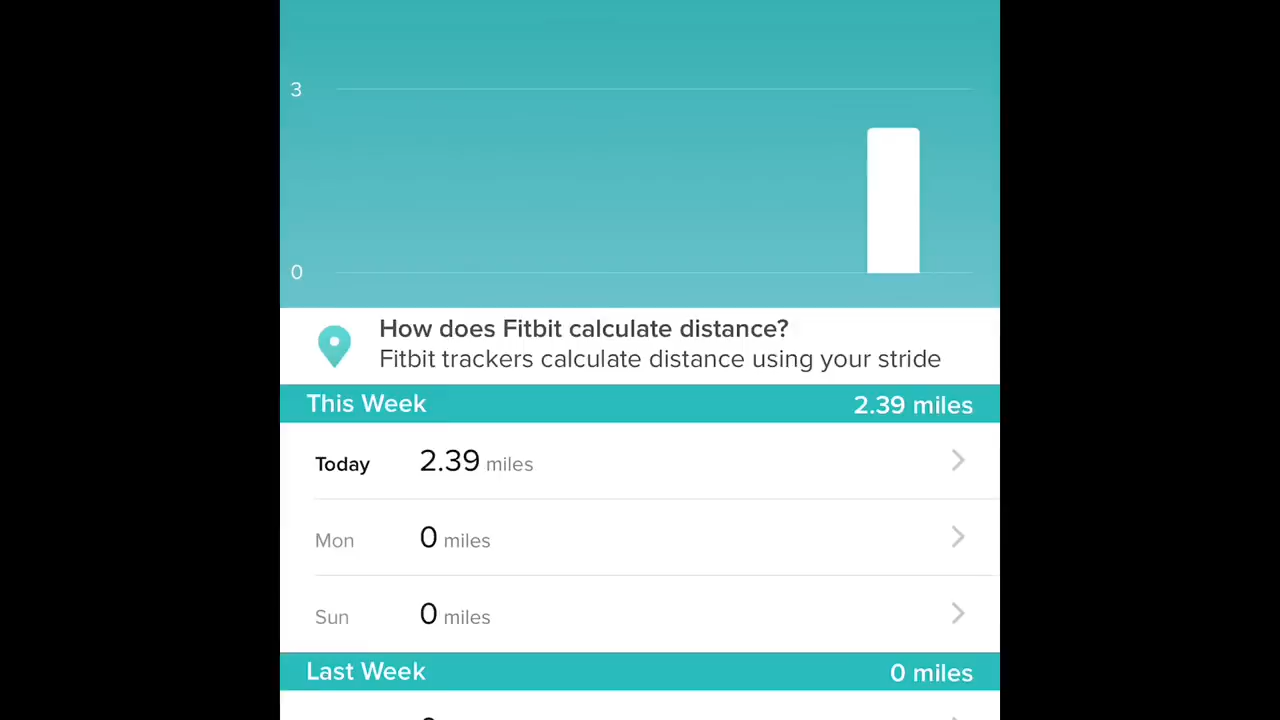 3
0
How does Fitbit calculate distance?
Fitbit trackers calculate distance using your stride
This Week 2.39 miles
Today 2.39 miles
Mon 0 miles
Sun 0 miles
Last Week 0 miles